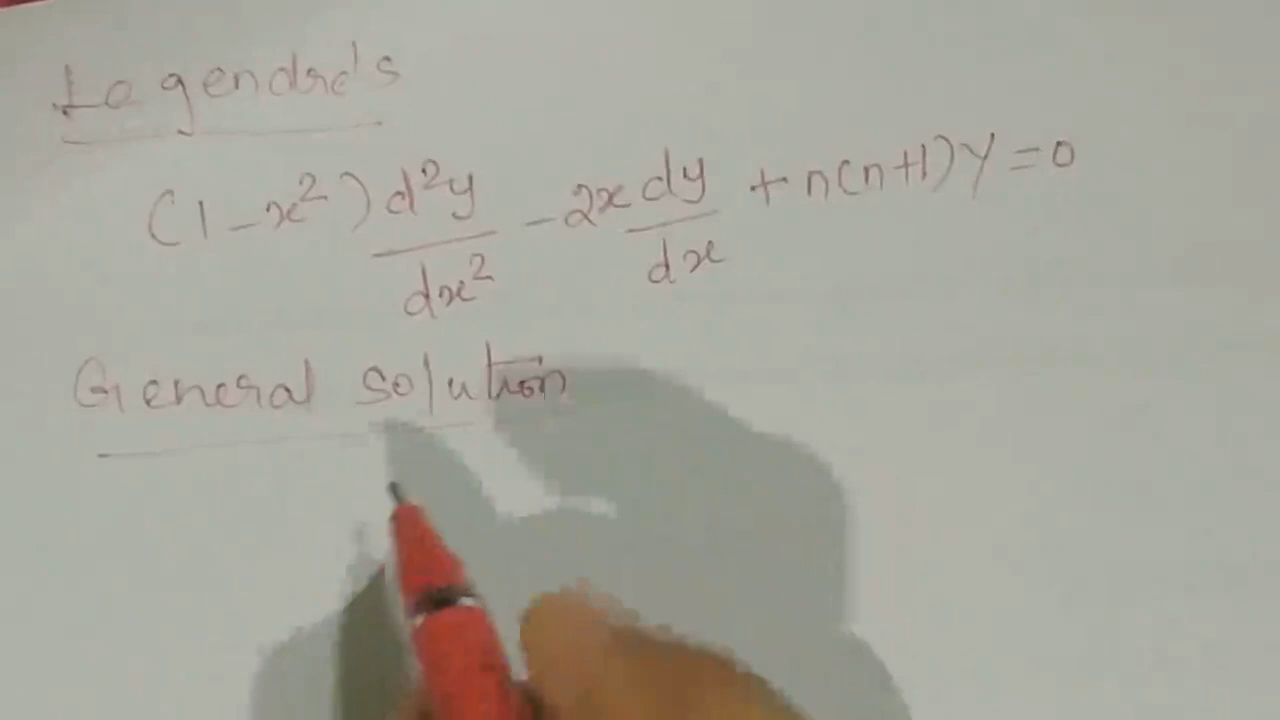 Legendre's
(1-x²) d²y/dx² - 2x dy/dx + n(n+1)y = 0
General solution